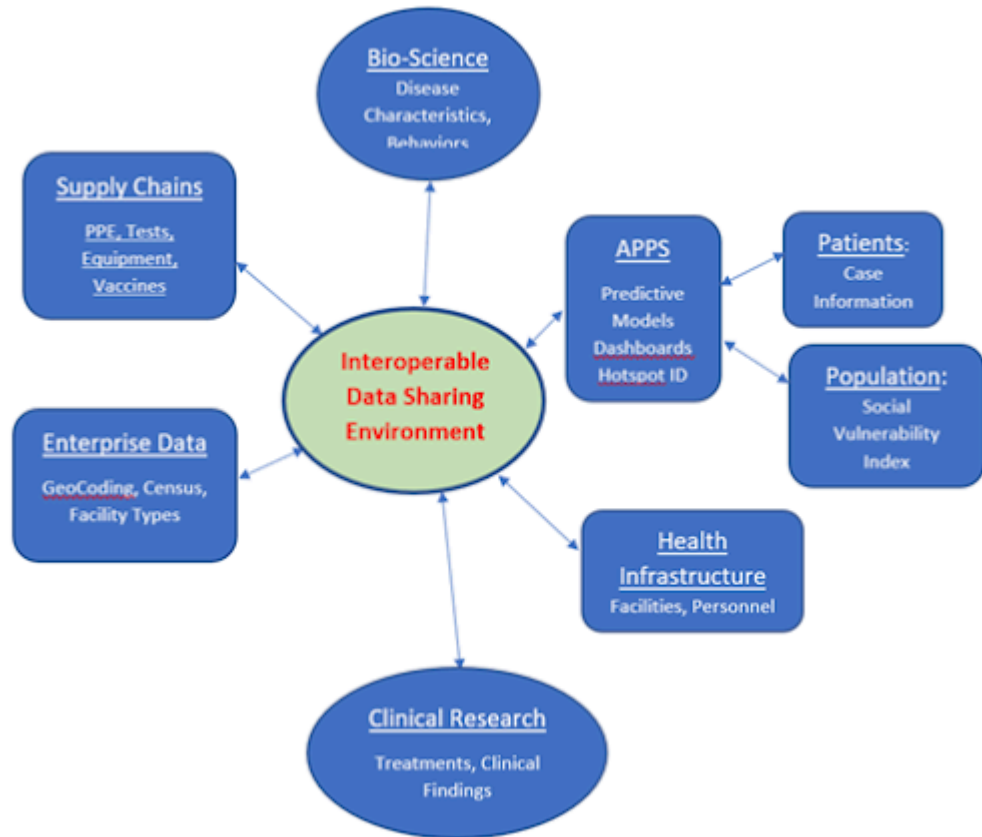 Bio-Science
Disease
Characteristics,
Behaviors
Supply Chains
PPE, Tests,
Equipment,
Vaccines
APPS
Predictive
Models
Dashboards
Hotspot ID
Patients:
Case
Information
Population:
Social
Vulnerability
Index
Interoperable
Data Sharing
Environment
Enterprise Data
GeoCoding, Census,
Facility Types
Health
Infrastructure
Facilities, Personnel
Clinical Research
Treatments, Clinical
Findings